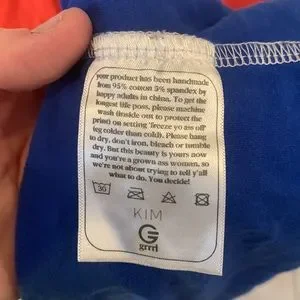 your product has been handmade
from 95% cotton 5% spandex by
happy adults in china. To get the
longest life poss, please machine
wash (inside out to protect the
print) on setting 'freeze yo ass off'
(eg colder than cold). Please hang
to dry, don't iron, bleach or tumble
dry. But this beauty is yours now
and you're a grown ass women, so
we're not about trying to tell y'all
what to do. You decide!
30
KIM
G
grrrl